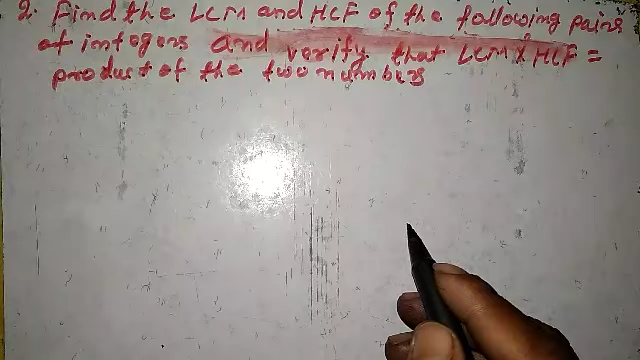 2. Find the LCM and HCF of the following pairs
of integers and verify that LCM X HCF =
product of the two numbers